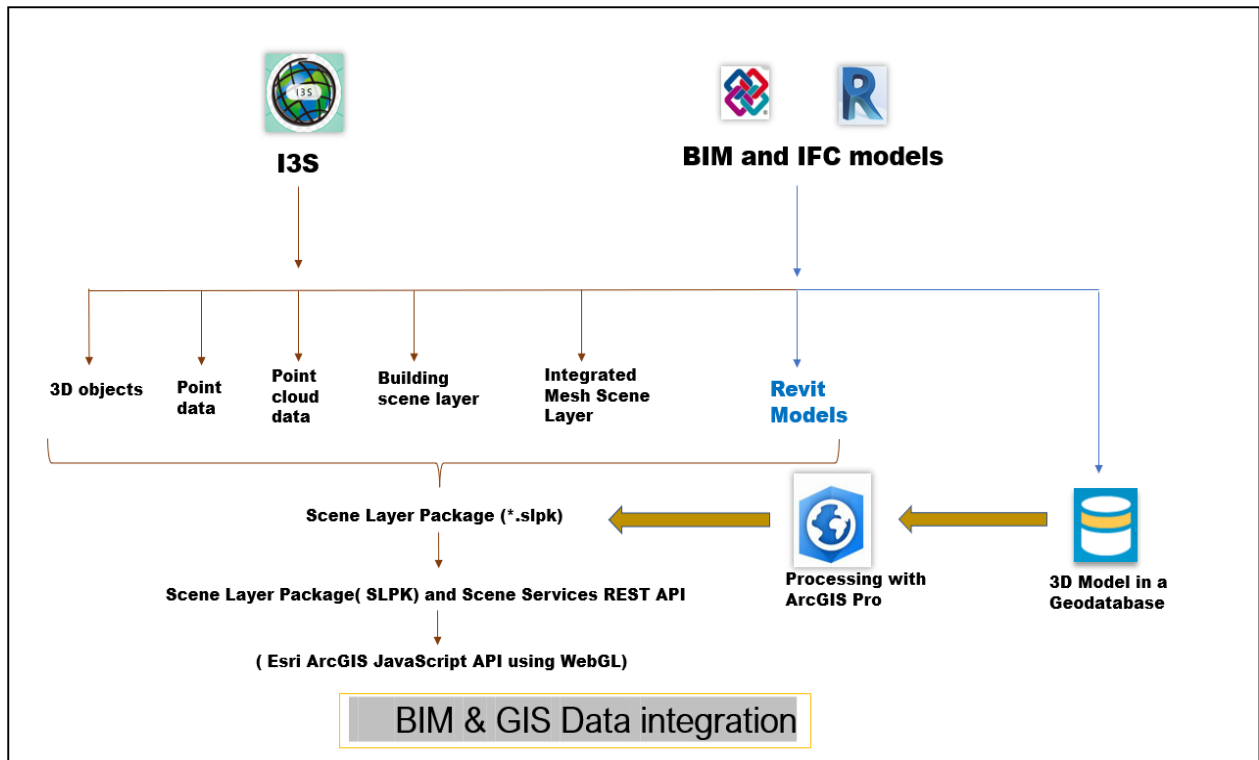 I3S
I3S
BIM and IFC models
R
3D objects
Point
data
Point
cloud
data
Building
scene layer
Integrated
Mesh Scene
Layer
Revit
Models
Scene Layer Package (*.slpk)
Processing with
ArcGIS Pro
3D Model in a
Geodatabase
Scene Layer Package( SLPK) and Scene Services REST API
( Esri ArcGIS JavaScript API using WebGL)
BIM & GIS Data integration